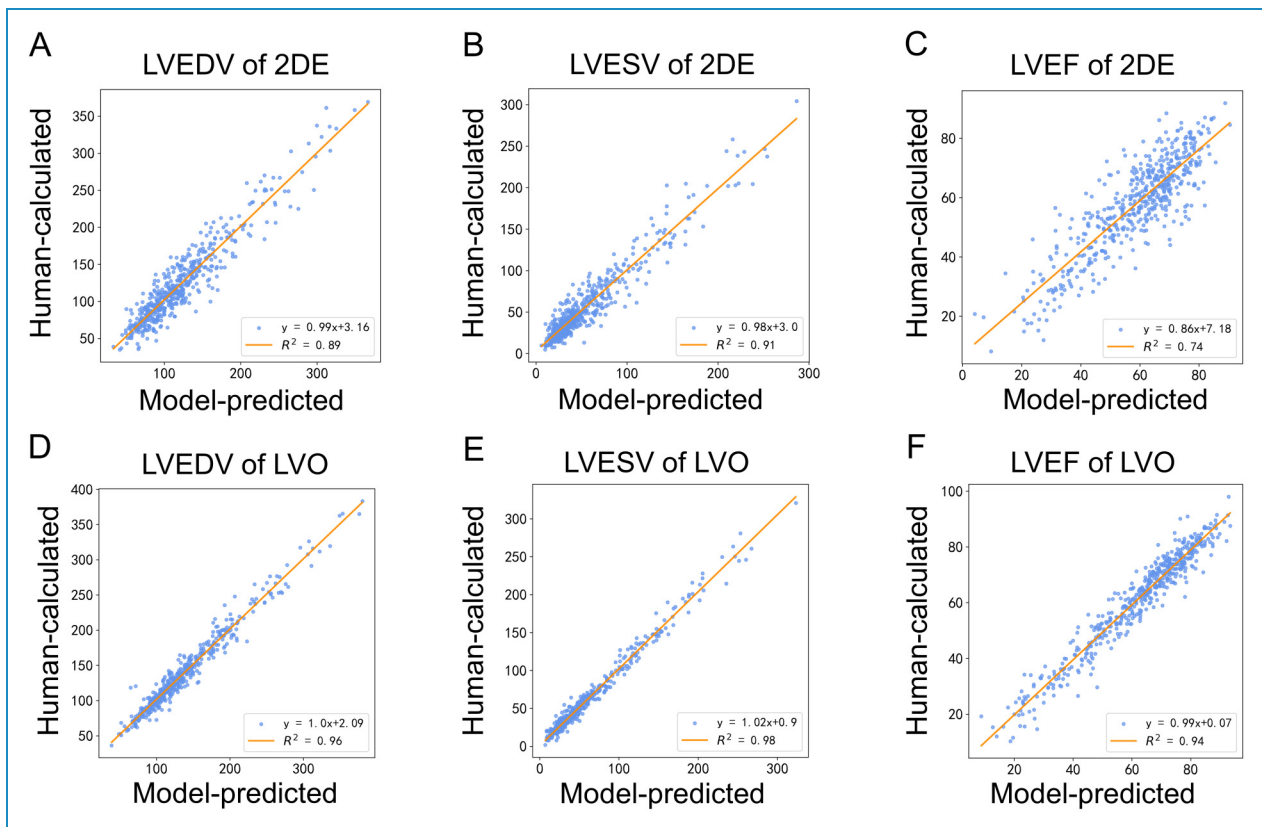 A
LVEDV of 2DE
350
300
250
200
150
100
50
100
200
300
Human-calculated
Model-predicted
y = 0.99x+3.16
R² = 0.89
B
LVESV of 2DE
300
250
200
150
100
50
0
0
100
200
300
Human-calculated
Model-predicted
y = 0.98x+3.0
R² = 0.91
C
LVEF of 2DE
80
60
40
20
0
20
40
60
80
Human-calculated
Model-predicted
y = 0.86x+7.18
R² = 0.74
D
LVEDV of LVO
400
350
300
250
200
150
100
50
100
200
300
Human-calculated
Model-predicted
y = 1.0x+2.09
R² = 0.96
E
LVESV of LVO
300
250
200
150
100
50
0
0
100
200
300
Human-calculated
Model-predicted
y = 1.02x+0.9
R² = 0.98
F
LVEF of LVO
100
80
60
40
20
20
40
60
80
Human-calculated
Model-predicted
y = 0.99x+0.07
R² = 0.94